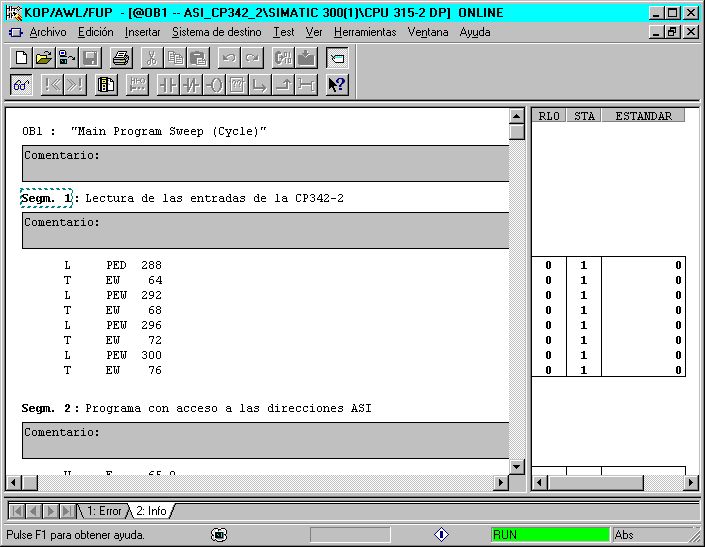 KOP/AWL/FUP - [@OB1 -- ASI_CP342_2\SIMATIC 300(1)\CPU 315-2 DP] ONLINE
Archivo Edición Insertar Sistema de destino Test Ver Herramientas Ventana Ayuda
RLO STA ESTANDAR
OB1 : "Main Program Sweep (Cycle)"
Comentario:
Segm. 1: Lectura de las entradas de la CP342-2
Comentario:
L PED 288 0 1 0
T EW 64 0 1 0
L PEW 292 0 1 0
T EW 68 0 1 0
L PEW 296 0 1 0
T EW 72 0 1 0
L PEW 300 0 1 0
T EW 76 0 1 0
Segm. 2: Programa con acceso a las direcciones ASI
Comentario:
1: Error 2: Info
Pulse F1 para obtener ayuda. RUN Abs